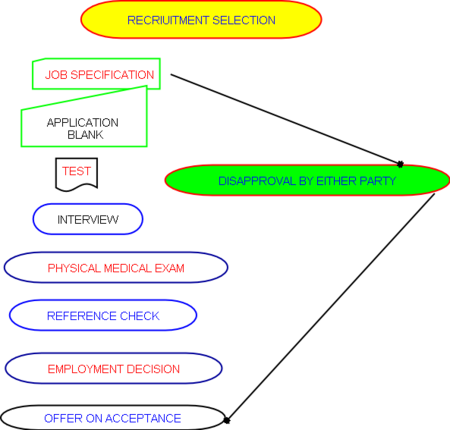 RECRIUITMENT SELECTION
JOB SPECIFICATION
APPLICATION
BLANK
TEST
DISAPPROVAL BY EITHER PARTY
INTERVIEW
PHYSICAL MEDICAL EXAM
REFERENCE CHECK
EMPLOYMENT DECISION
OFFER ON ACCEPTANCE